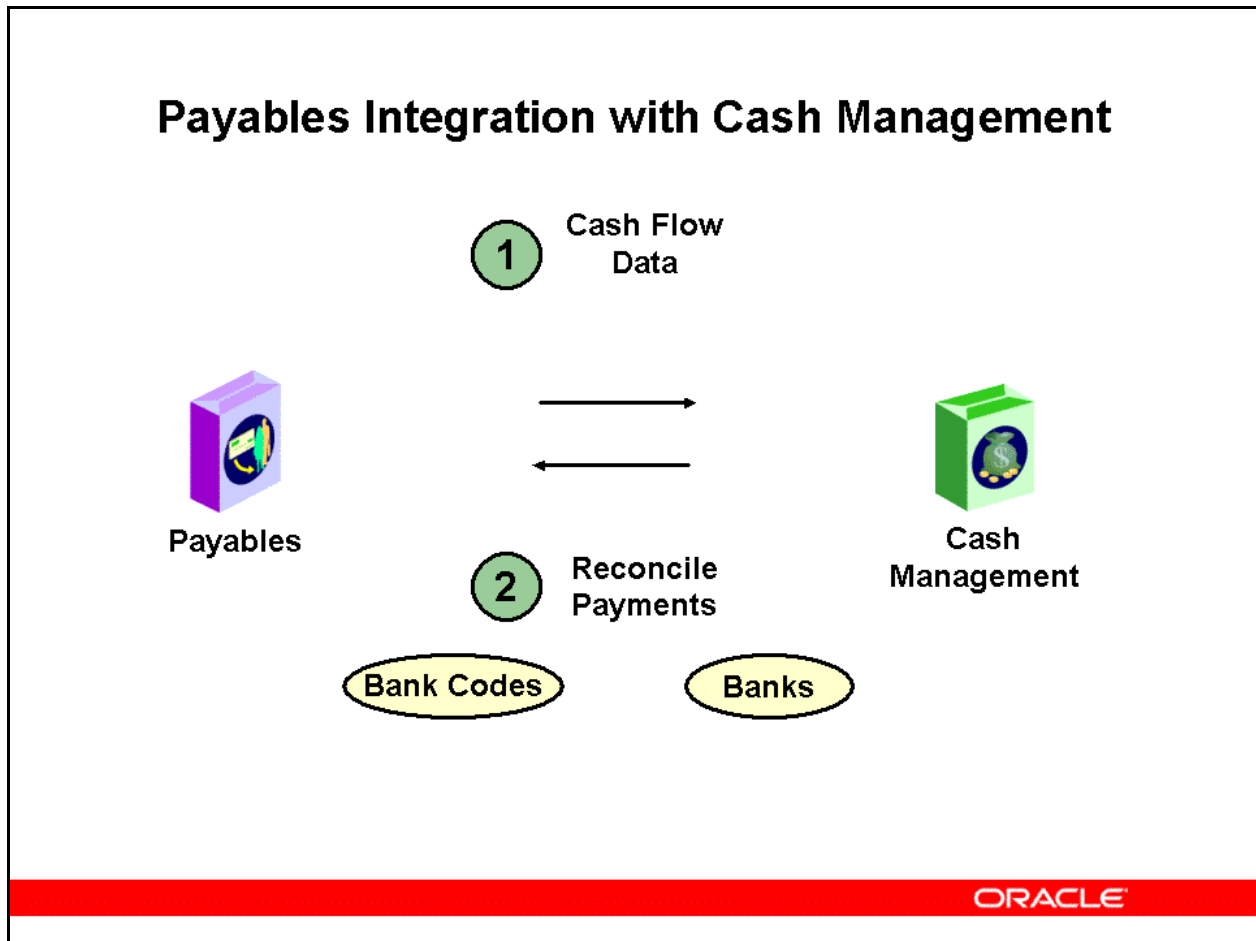 Payables Integration with Cash Management
1
Cash Flow
Data
Payables
$
Cash
Management
2
Reconcile
Payments
Bank Codes
Banks
ORACLE